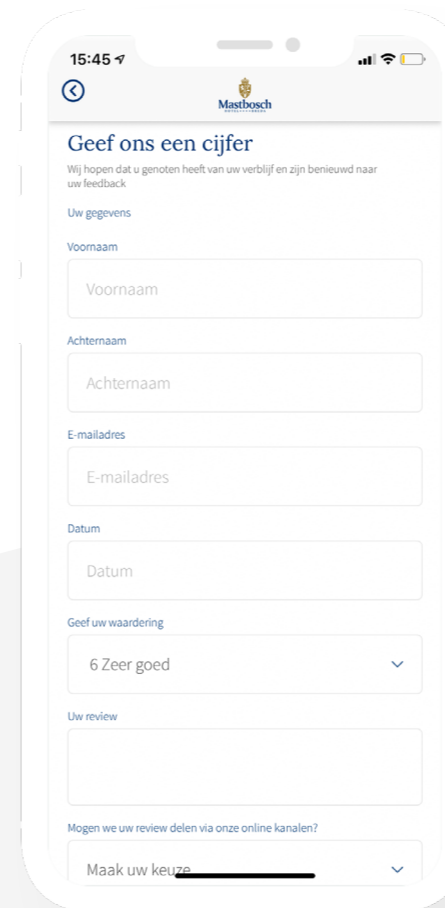 15:45
Mastbosch
Geef ons een cijfer
Wij hopen dat u genoten heeft van uw verblijf en zijn benieuwd naar
uw feedback
Uw gegevens
Voornaam
Voornaam
Achternaam
Achternaam
E-mailadres
E-mailadres
Datum
Datum
Geef uw waardering
6 Zeer goed
Uw review
Mogen we uw review delen via onze online kanalen?
Maak uw keuze